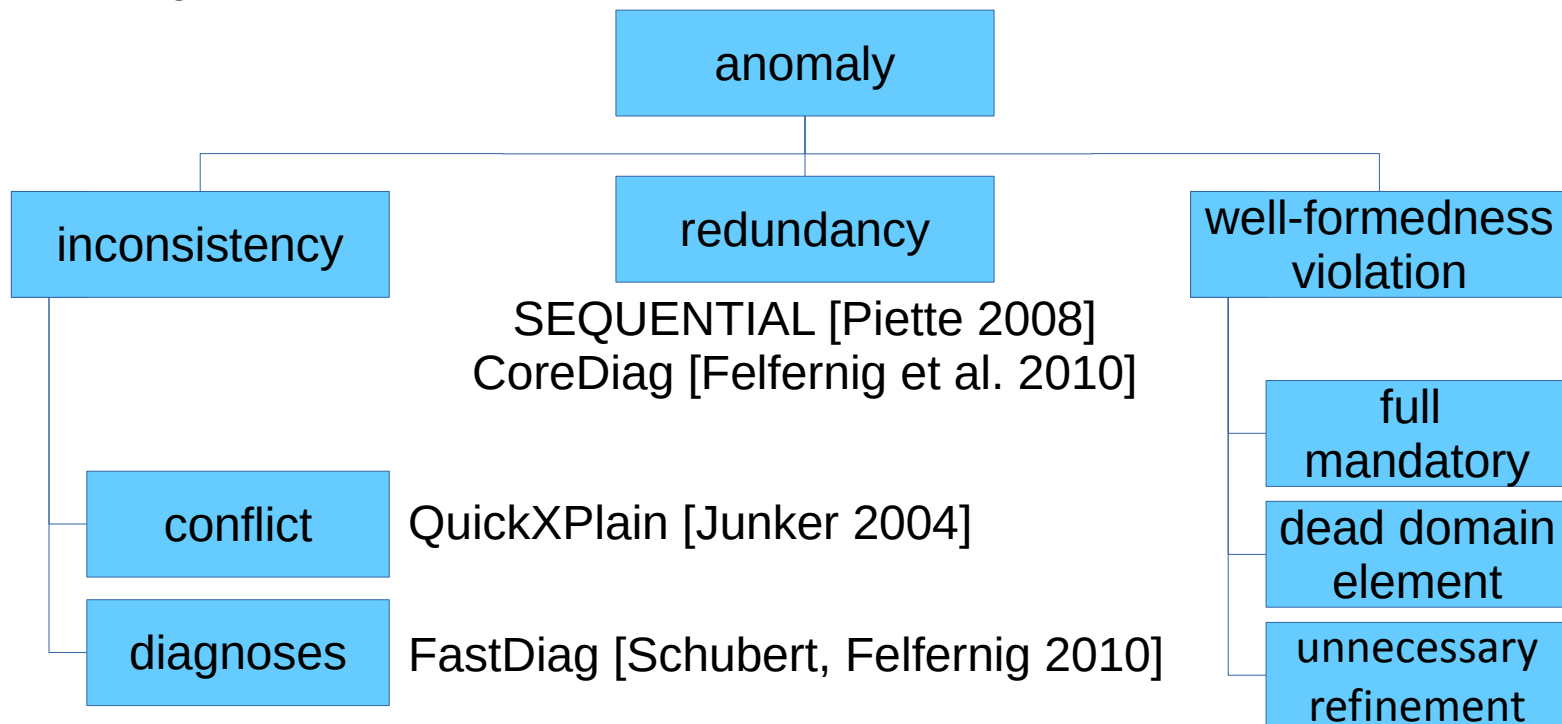 anomaly
inconsistency
redundancy
well-formedness
violation
SEQUENTIAL [Piette 2008]
CoreDiag [Felfernig et al. 2010]
full
mandatory
conflict
QuickXPlain [Junker 2004]
dead domain
element
diagnoses
FastDiag [Schubert, Felfernig 2010]
unnecessary
refinement